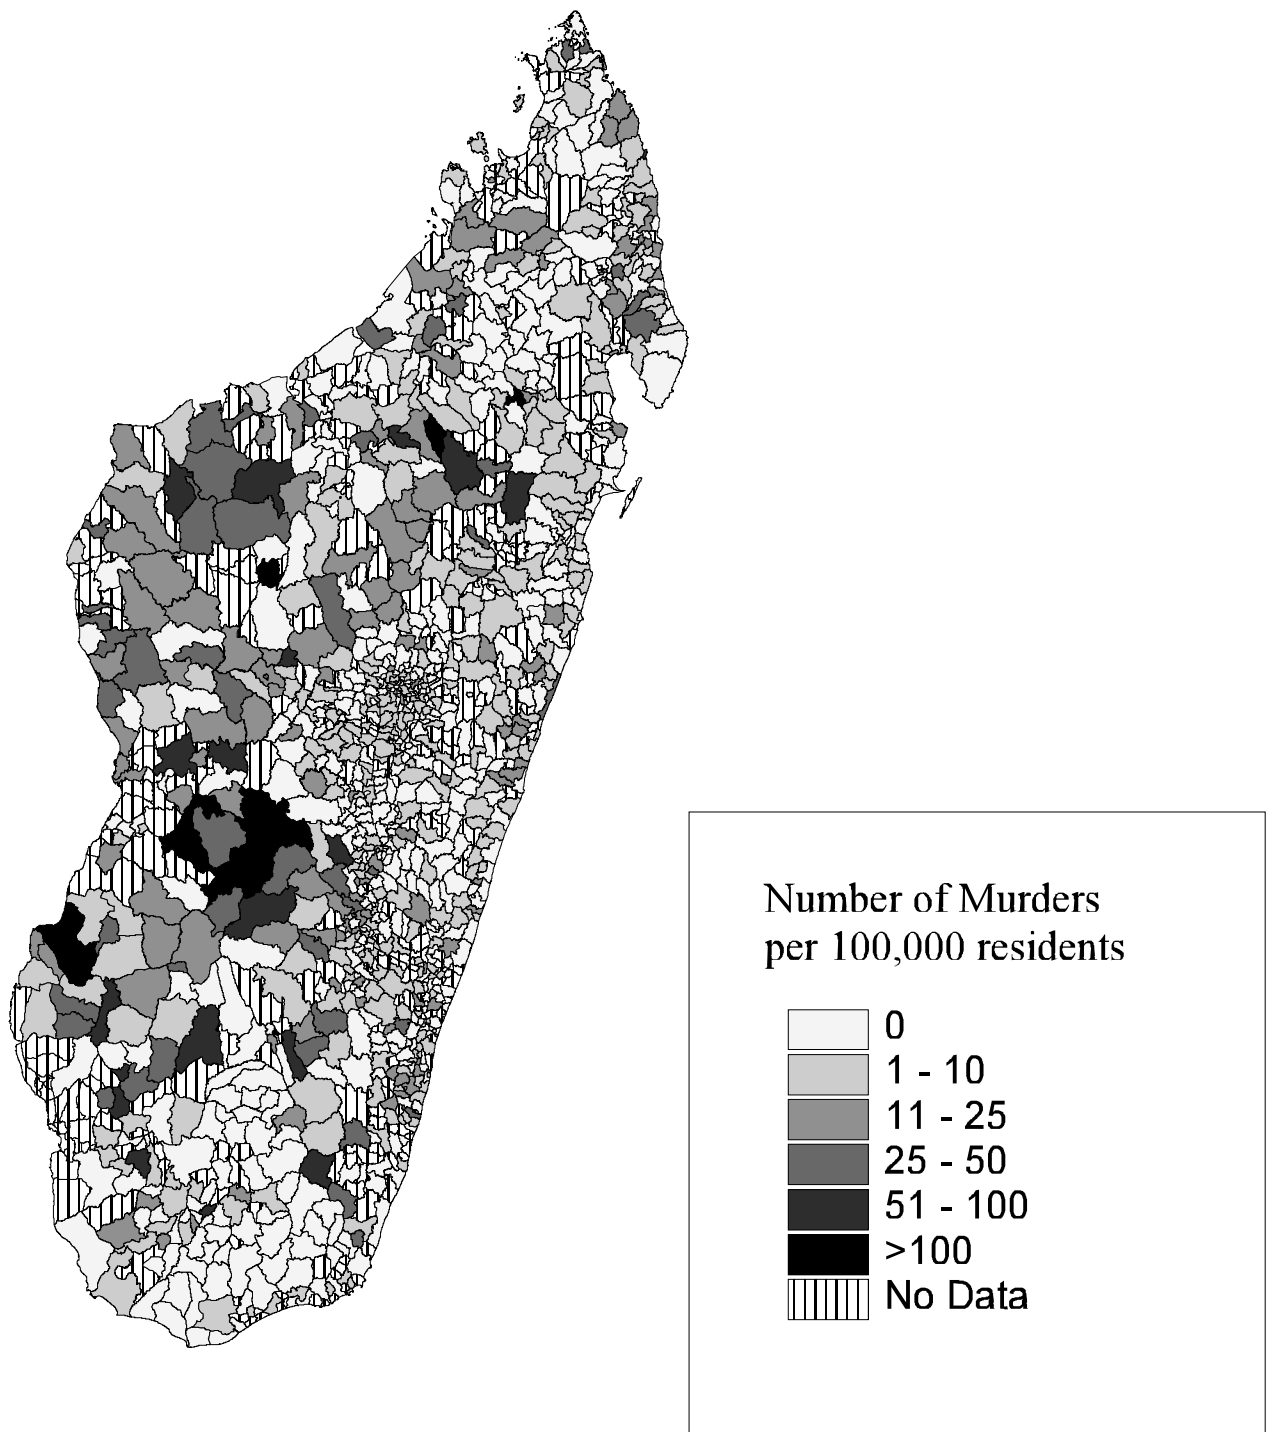 Number of Murders
per 100,000 residents
0
1 - 10
11 - 25
25 - 50
51 - 100
>100
No Data